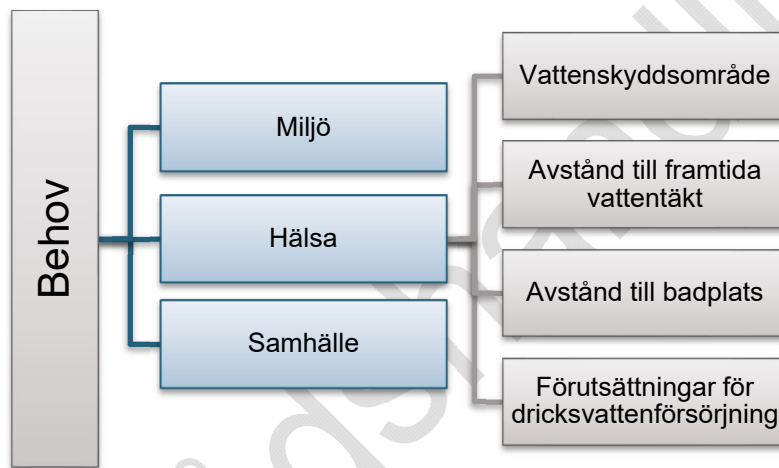 Behov
Miljö
Hälsa
Samhälle
Vattenskyddsområde
Avstånd till framtida
vattentäkt
Avstånd till badplats
Förutsättningar för
dricksvattenförsörjning